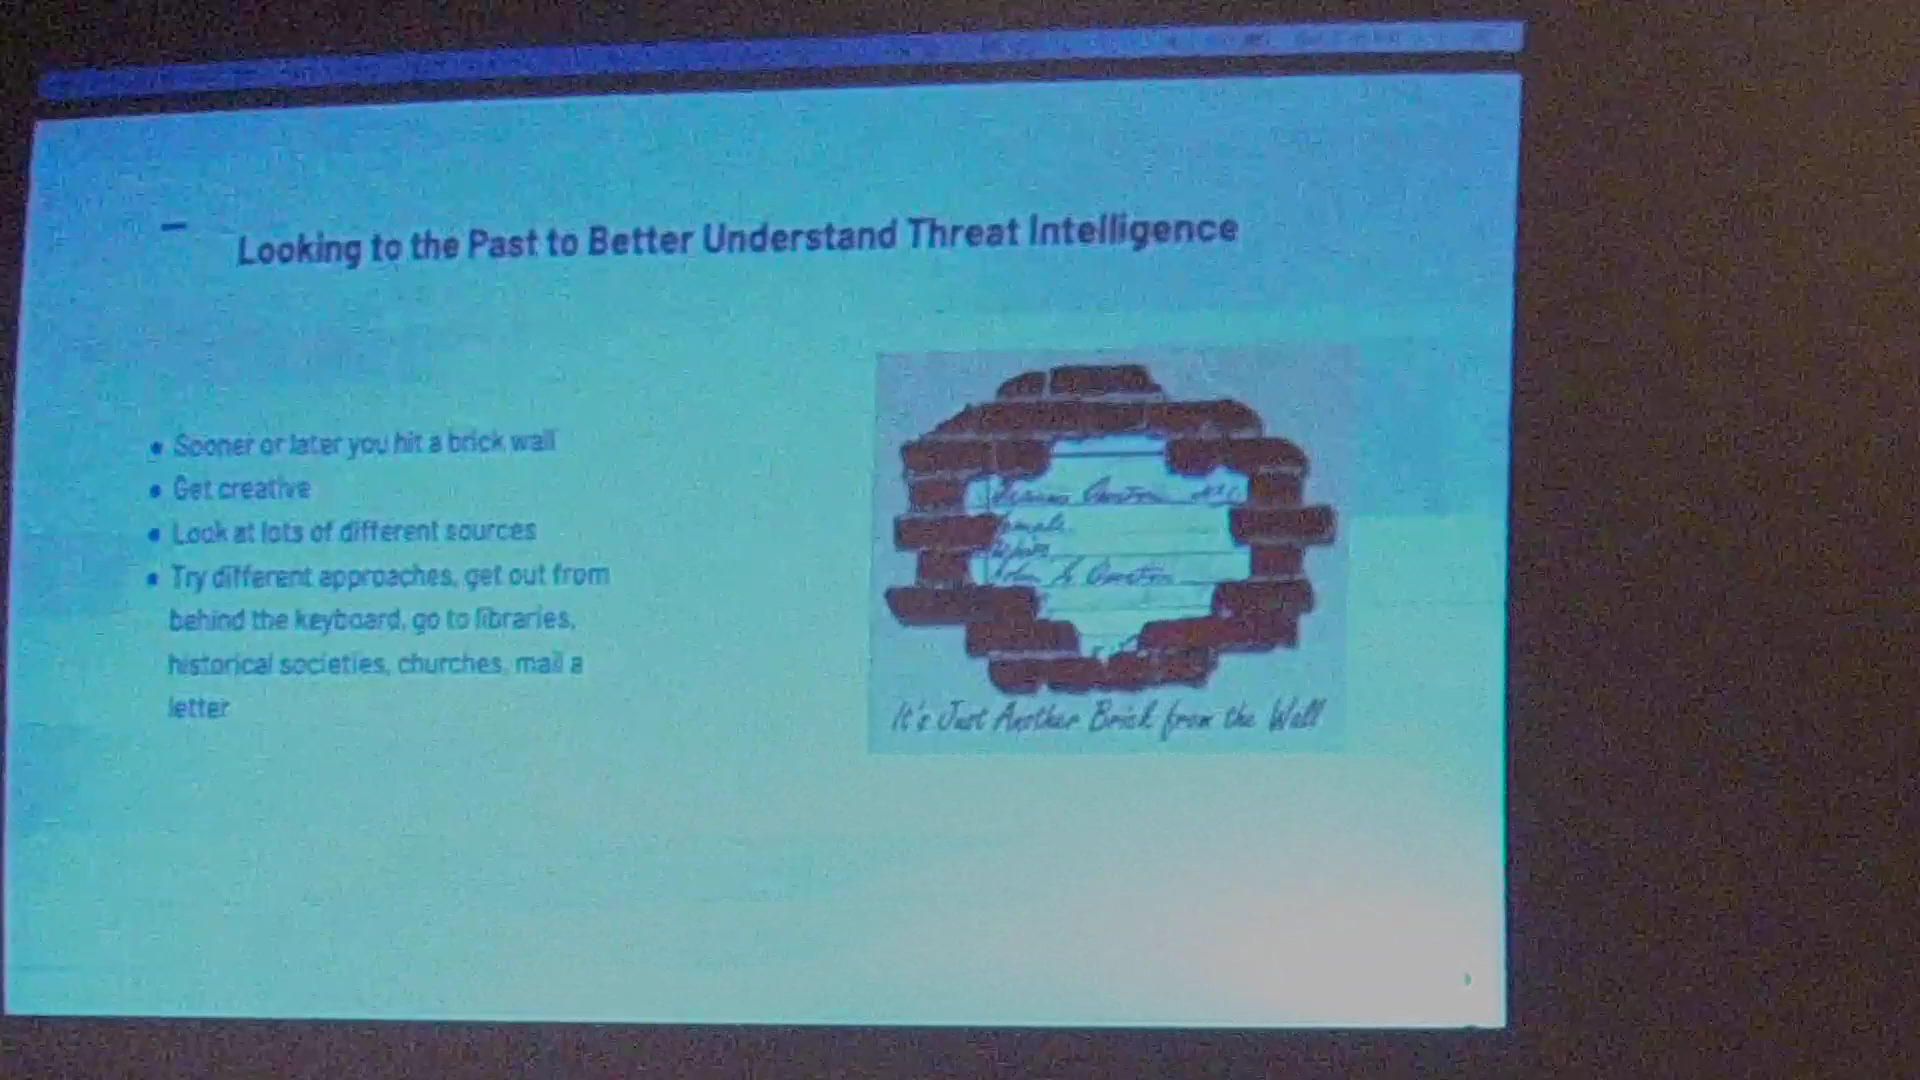 Looking to the Past to Better Understand Threat Intelligence
• Sooner or later you hit a brick wall
• Get creative
• Look at lots of different sources
• Try different approaches, get out from
behind the keyboard, go to libraries,
historical societies, churches, mail a
letter
Female
It's Just Another Brick from the Wall